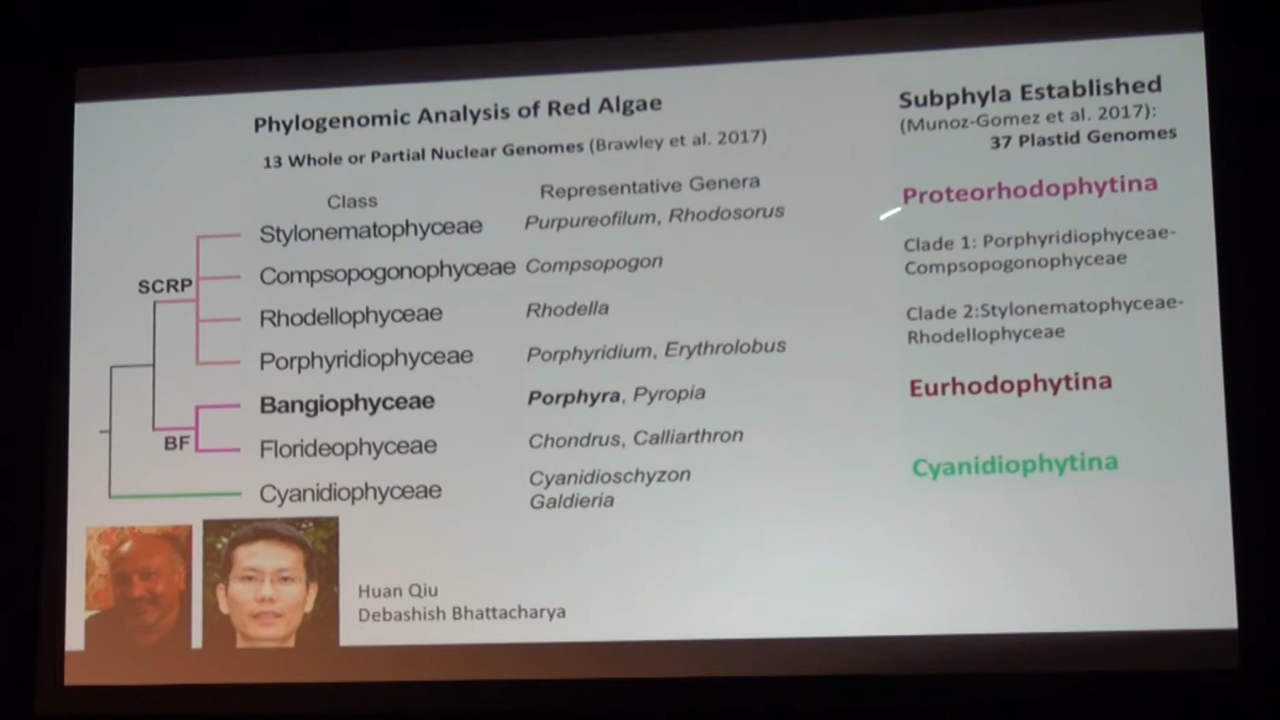 Phylogenomic Analysis of Red Algae
13 Whole or Partial Nuclear Genomes (Brawley et al. 2017)
Class Representative Genera
Stylonematophyceae Purpureofilum, Rhodosorus
Compsopogonophyceae Compsopogon
SCRP
Rhodellophyceae Rhodella
Porphyridiophyceae Porphyridium, Erythrolobus
Bangiophyceae Porphyra, Pyropia
BF
Florideophyceae Chondrus, Calliarthron
Cyanidiophyceae Cyanidioschyzon
Galdieria
Huan Qiu
Debashish Bhattacharya
Subphyla Established
(Munoz-Gomez et al. 2017):
37 Plastid Genomes
Proteorhodophytina
Clade 1: Porphyridiophyceae-
Compsopogonophyceae
Clade 2:Stylonematophyceae-
Rhodellophyceae
Eurhodophytina
Cyanidiophytina